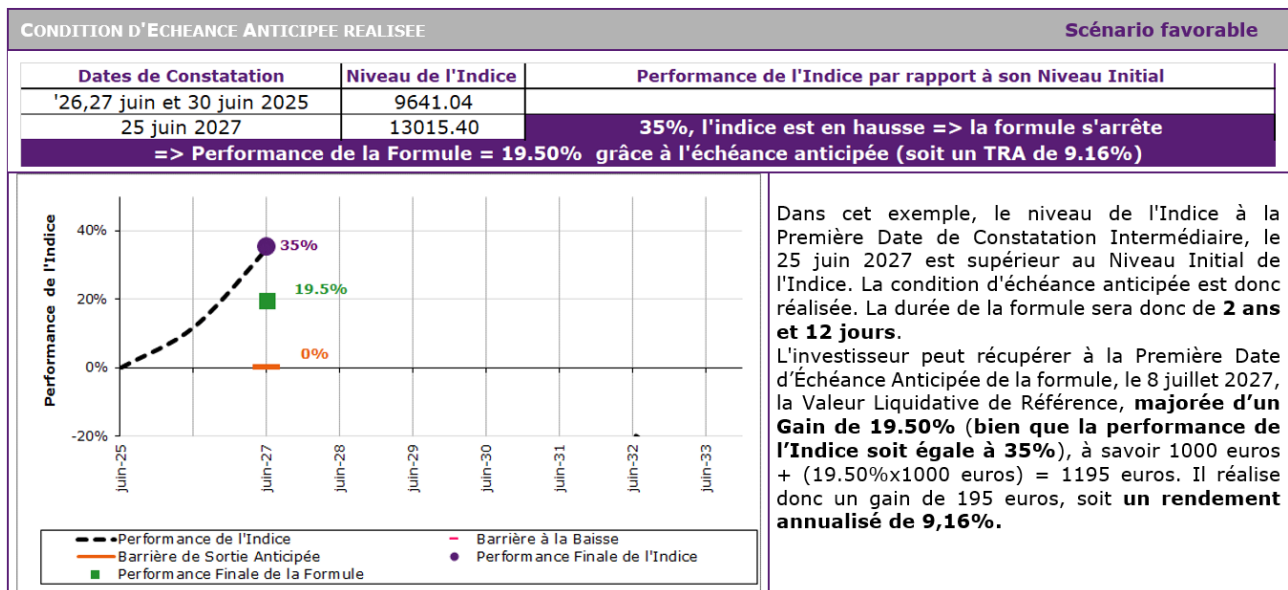 CONDITION D'ECHEANCE ANTICIPEE REALISEE
Scénario favorable
Dates de Constatation
Niveau de l'Indice
Performance de l'Indice par rapport à son Niveau Initial
'26,27 juin et 30 juin 2025
9641.04
25 juin 2027
13015.40
35%, l'indice est en hausse => la formule s'arrête
=> Performance de la Formule = 19.50% grâce à l'échéance anticipée (soit un TRA de 9.16%)
Performance de l'Indice
40%
20%
0%
-20%
35%
19.5%
0%
juin-25
juin-27
juin-28
juin-29
juin-30
juin-31
juin-32
juin-33
Performance de l'Indice
Barrière à la Baisse
Barrière de Sortie Anticipée
Performance Finale de l'Indice
Performance Finale de la Formule
Dans cet exemple, le niveau de l'Indice à la
Première Date de Constatation Intermédiaire, le
25 juin 2027 est supérieur au Niveau Initial de
l'Indice. La condition d'échéance anticipée est donc
réalisée. La durée de la formule sera donc de 2 ans
et 12 jours.
L'investisseur peut récupérer à la Première Date
d'Échéance Anticipée de la formule, le 8 juillet 2027,
la Valeur Liquidative de Référence, majorée d'un
Gain de 19.50% (bien que la performance de
l'Indice soit égale à 35%), à savoir 1000 euros
+ (19.50%x1000 euros) = 1195 euros. Il réalise
donc un gain de 195 euros, soit un rendement
annualisé de 9,16%.